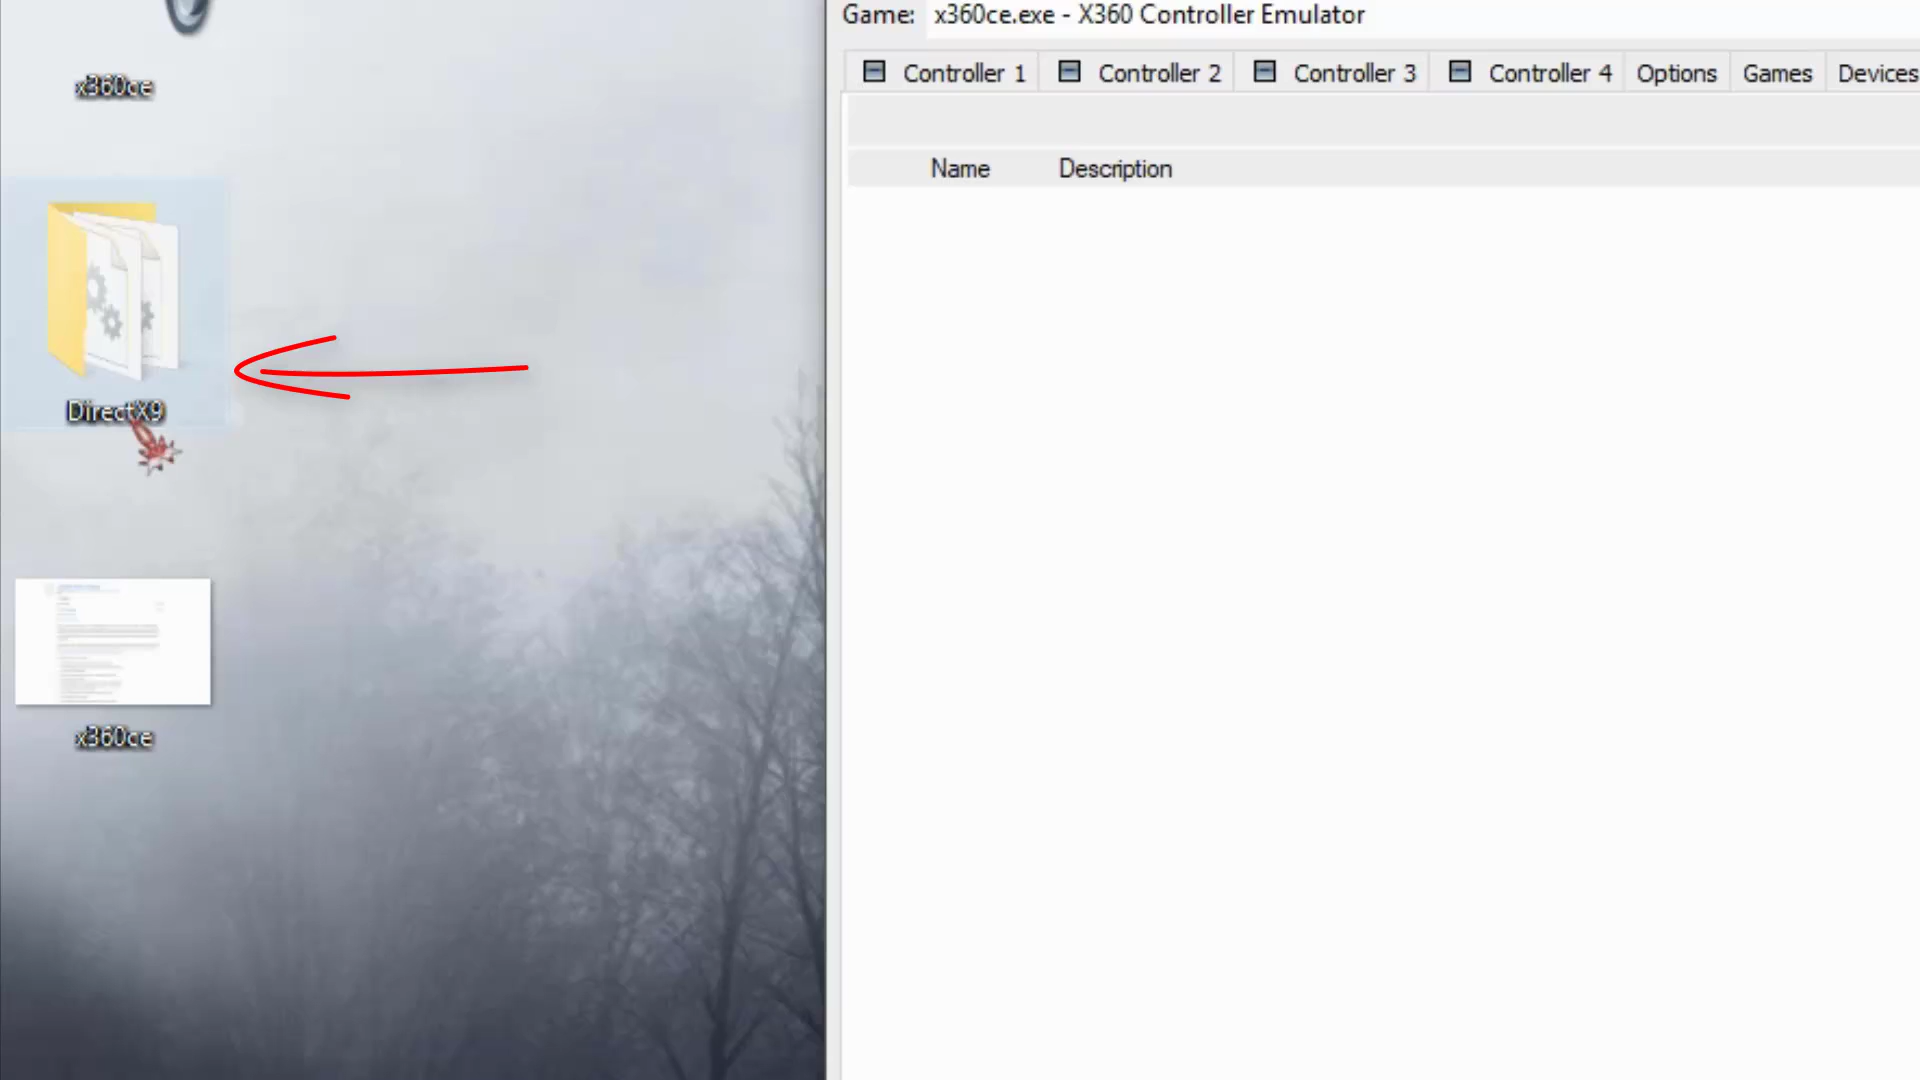 Game: x360ce.exe - X360 Controller Emulator
Controller 1 Controller 2 Controller 3 Controller 4 Options Games Devices
Name Description
x360ce
DirectX9
x360ce